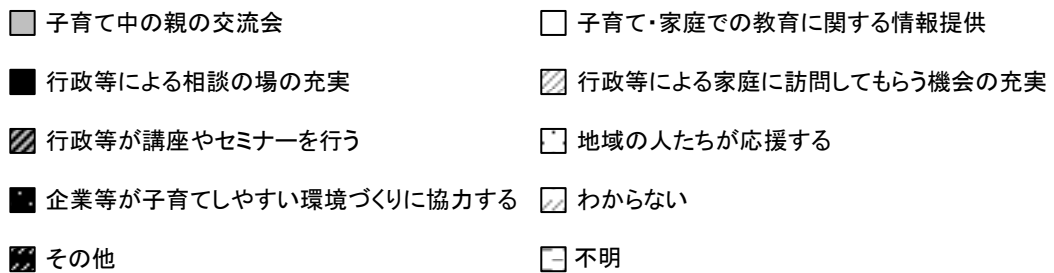 子育て中の親の交流会
子育て・家庭での教育に関する情報提供
行政等による相談の場の充実
行政等による家庭に訪問してもらう機会の充実
行政等が講座やセミナーを行う
地域の人たちが応援する
企業等が子育てしやすい環境づくりに協力する
わからない
その他
不明